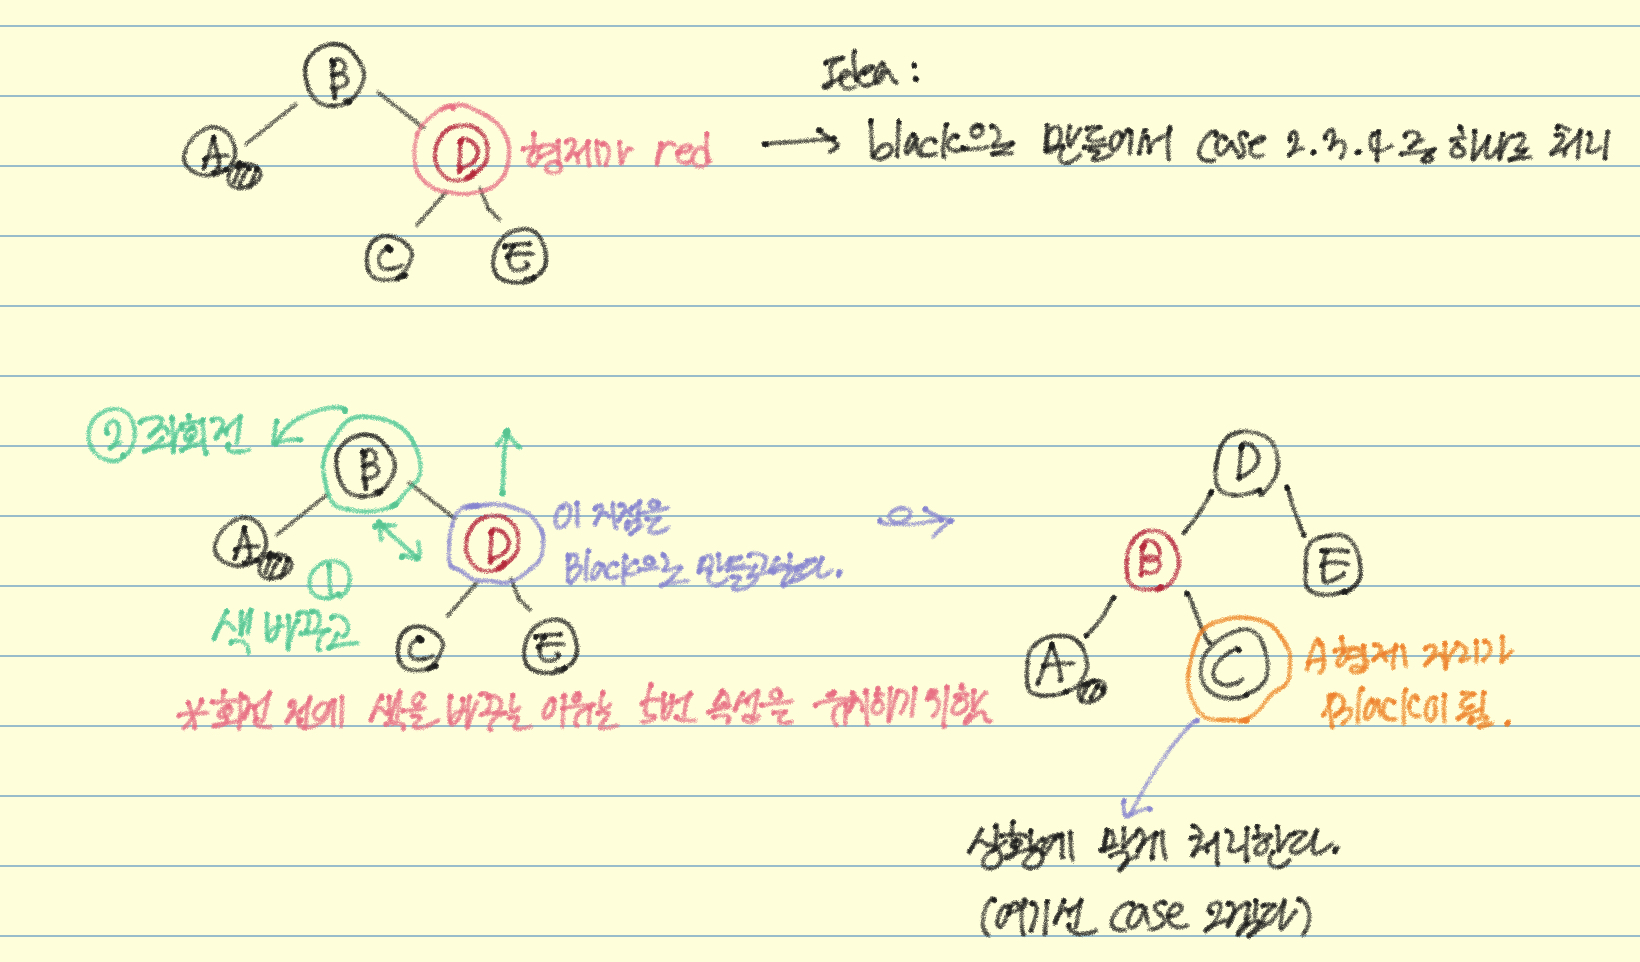 Idea :
B
A
D
형제가 red → black으로 만들어서 case 2.3.4중 하나로 처리
C
E
② 좌회전
B
A
D
이 지점을
Black으로 만들고싶다.
①
색 바꾸고
C
E
D
B
E
A
C
A형제 자리가
Black이 됨.
*회전 전에 색을 바꾸는 이유는 5번 속성을 유지하기 위함
상황에 맞게 처리한다.
(여기선 case 2겠다)